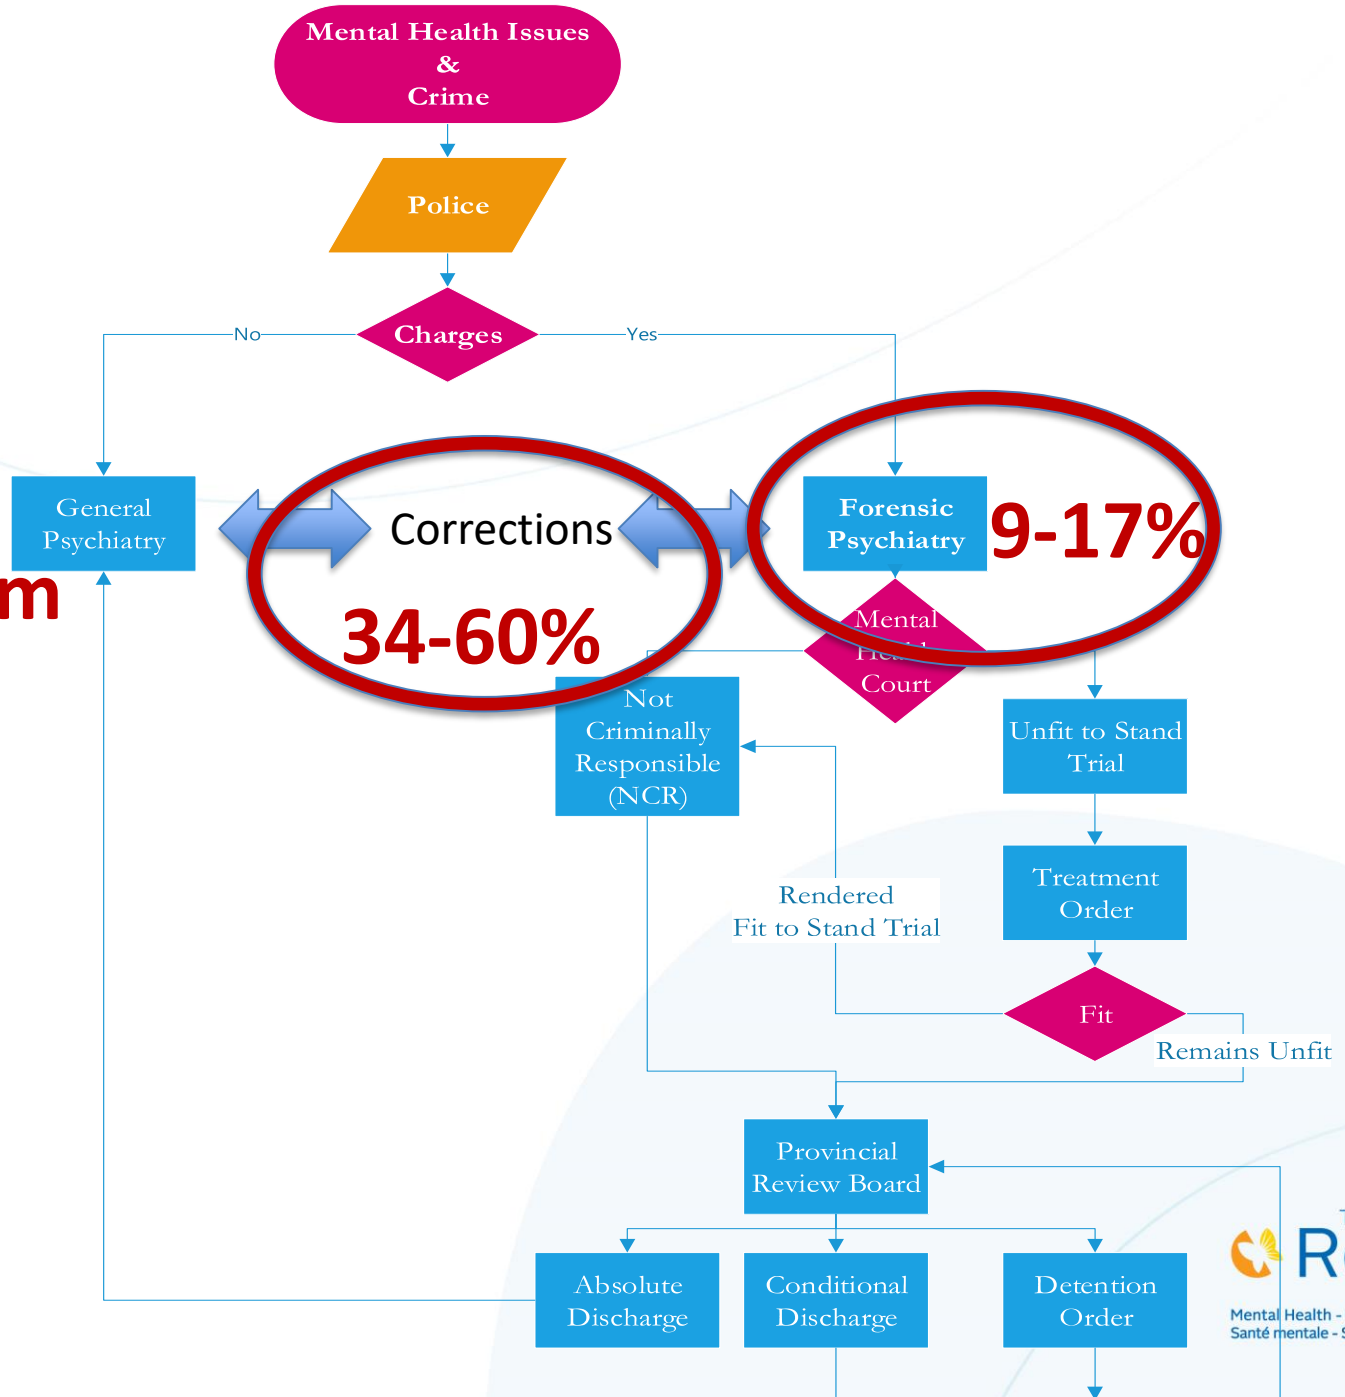 Mental Health Issues
&
Crime
Police
Charges
No
Yes
General
Psychiatry
m
Corrections
34-60%
Forensic
Psychiatry
9-17%
Mental
Health
Court
Not
Criminally
Responsible
(NCR)
Unfit to Stand
Trial
Treatment
Order
Rendered
Fit to Stand Trial
Fit
Remains Unfit
Provincial
Review Board
Absolute
Discharge
Conditional
Discharge
Detention
Order
R
Mental Health -
Santé mentale - S